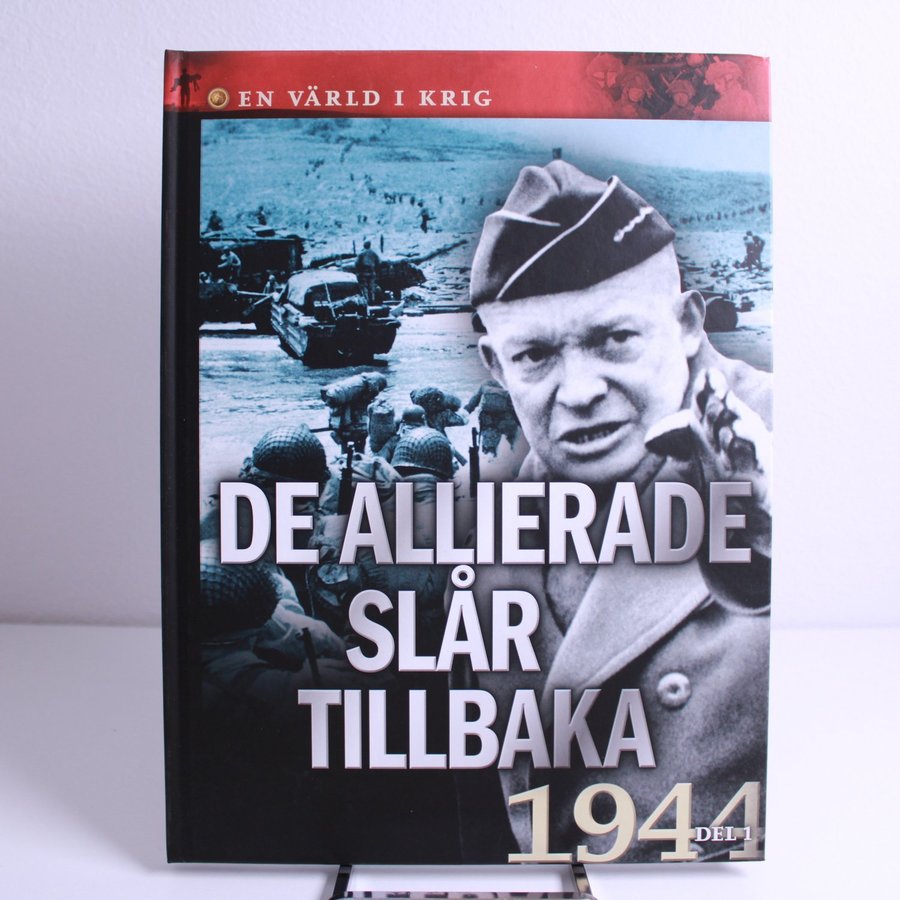 EN VÄRLD I KRIG
DE ALLIERADE
SLÅR
TILLBAKA
1944
DEL 1